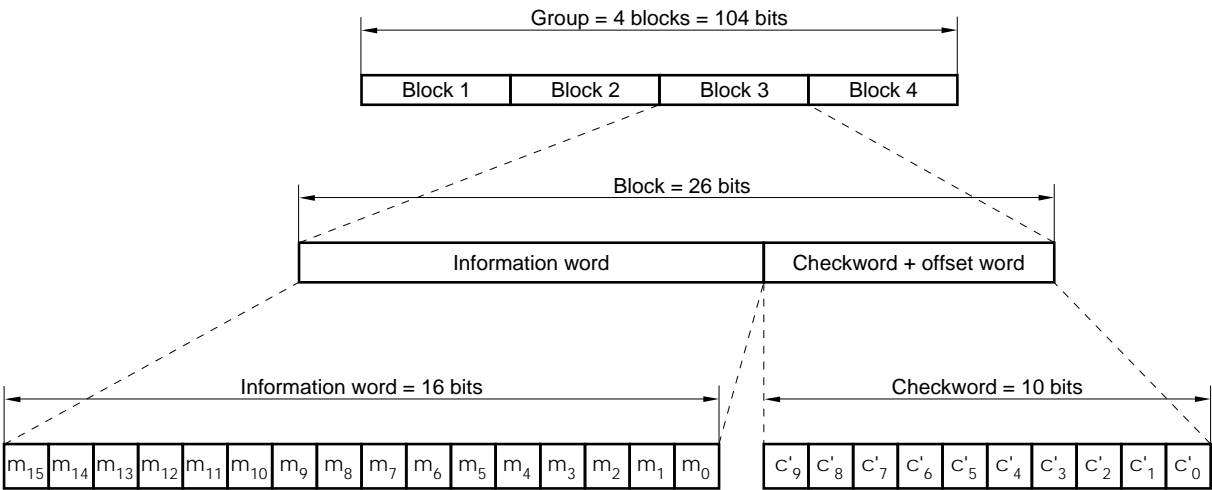 Group = 4 blocks = 104 bits
Block 1 Block 2 Block 3 Block 4
Block = 26 bits
Information word Checkword + offset word
Information word = 16 bits Checkword = 10 bits
m₁₅ m₁₄ m₁₃ m₁₂ m₁₁ m₁₀ m₉ m₈ m₇ m₆ m₅ m₄ m₃ m₂ m₁ m₀ c'₉ c'₈ c'₇ c'₆ c'₅ c'₄ c'₃ c'₂ c'₁ c'₀